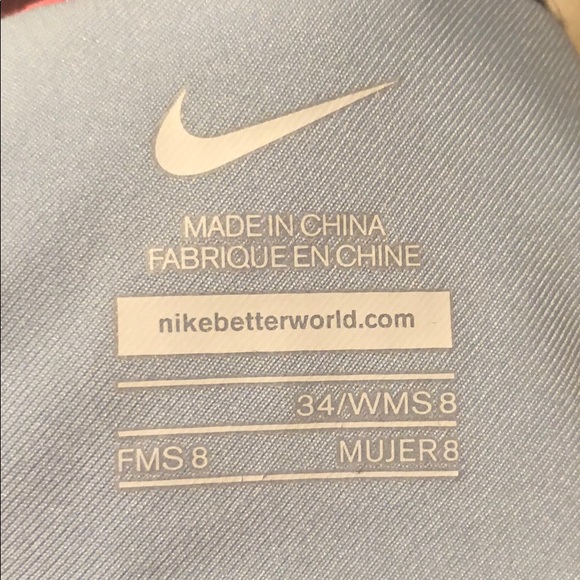 MADE IN CHINA
FABRIQUE EN CHINE
nikebetterworld.com
34/WMS 8
FMS 8 MUJER 8